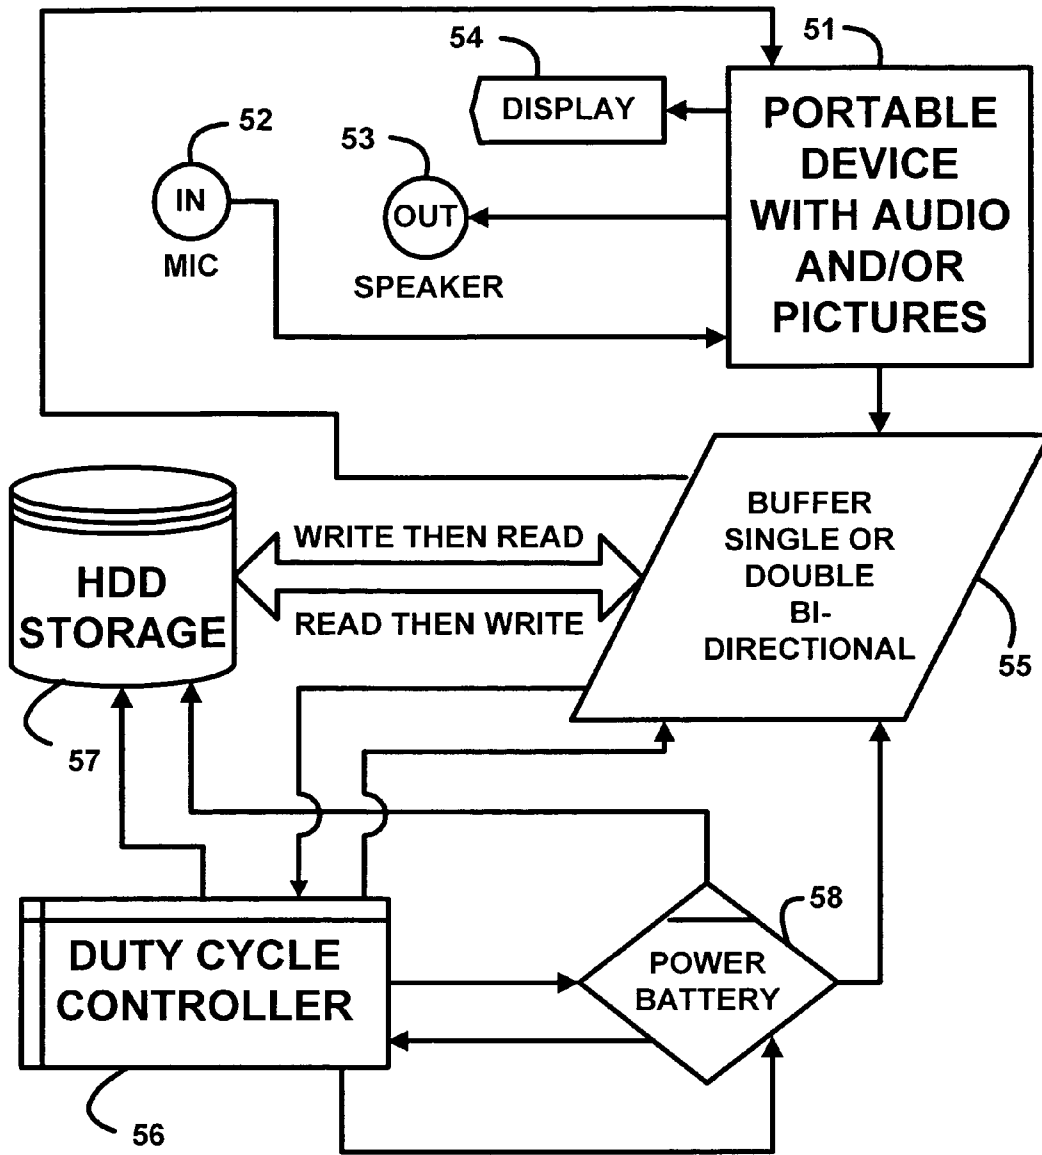 54
51
DISPLAY
PORTABLE
DEVICE
WITH AUDIO
AND/OR
PICTURES
52
53
IN
OUT
MIC
SPEAKER
HDD
STORAGE
WRITE THEN READ
READ THEN WRITE
BUFFER
SINGLE OR
DOUBLE
BI-
DIRECTIONAL
55
57
DUTY CYCLE
CONTROLLER
58
POWER
BATTERY
56